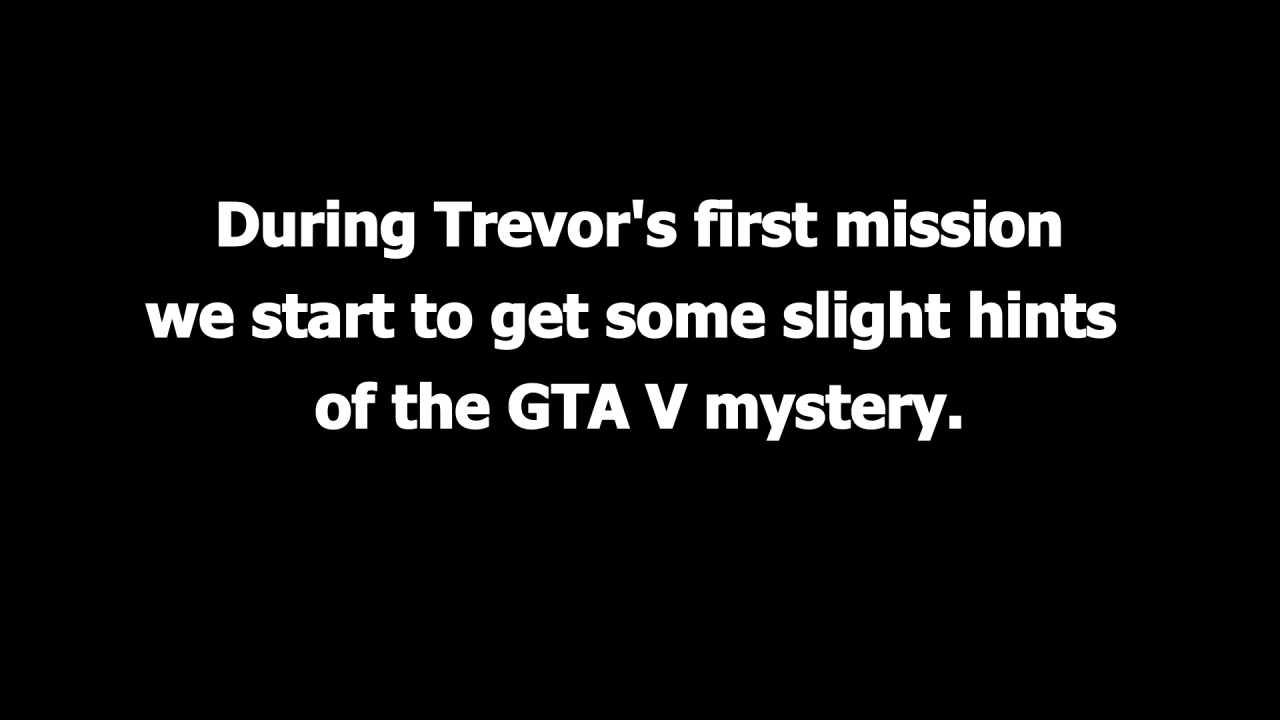 During Trevor's first mission
we start to get some slight hints
of the GTA V mystery.